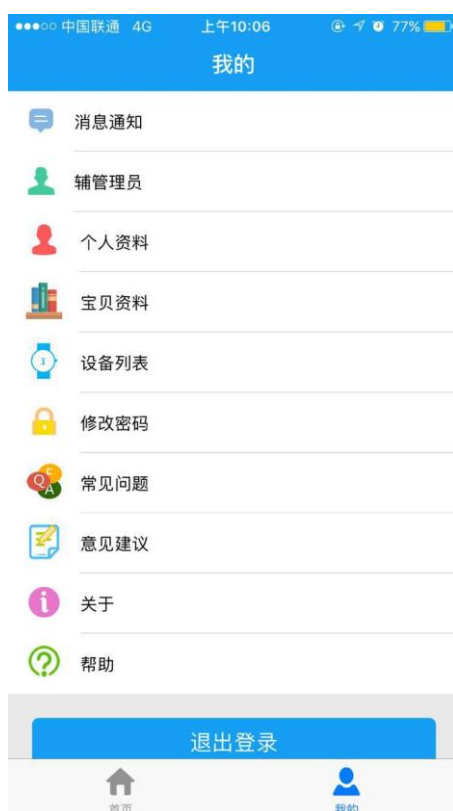 中国联通 4G 上午10:06 77%
我的
消息通知
辅管理员
个人资料
宝贝资料
设备列表
修改密码
常见问题
意见建议
关于
帮助
退出登录
首页 我的